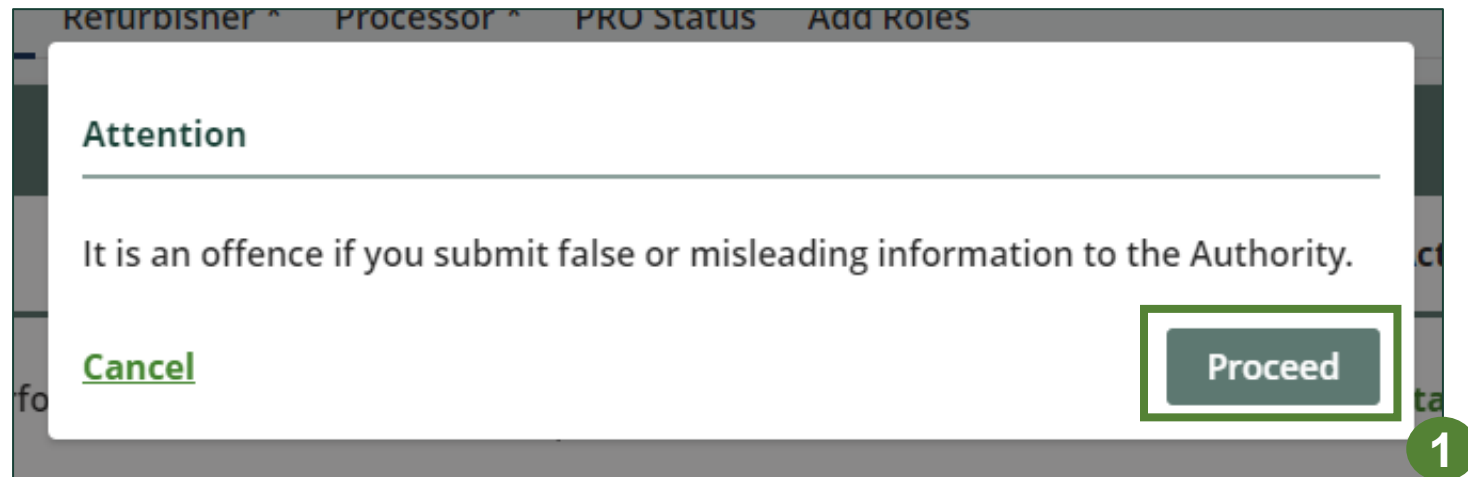 Refurbisher * Processor * PRO Status Add Roles
Attention
It is an offence if you submit false or misleading information to the Authority.
Cancel
Proceed
1